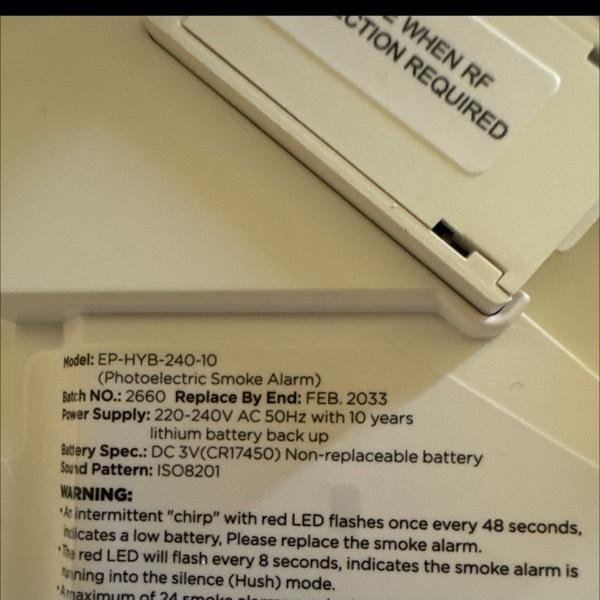 E WHEN RF
ECTION REQUIRED
Model: EP-HYB-240-10
(Photoelectric Smoke Alarm)
Batch NO.: 2660 Replace By End: FEB. 2033
Power Supply: 220-240V AC 50Hz with 10 years
lithium battery back up
Battery Spec.: DC 3V(CR17450) Non-replaceable battery
Sound Pattern: ISO8201
WARNING:
*An intermittent "chirp" with red LED flashes once every 48 seconds,
indicates a low battery, Please replace the smoke alarm.
*The red LED will flash every 8 seconds, indicates the smoke alarm is
running into the silence (Hush) mode.
*A maximum of 24 smoke